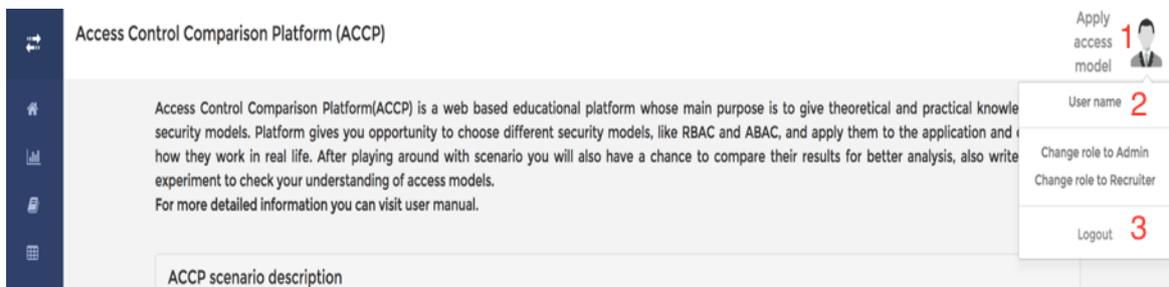 Access Control Comparison Platform (ACCP)
Apply
access
model
1
User name 2
Change role to Admin
Change role to Recruiter
Logout 3
Access Control Comparison Platform(ACCP) is a web based educational platform whose main purpose is to give theoretical and practical
security models. Platform gives you opportunity to choose different security models, like RBAC and ABAC, and apply them to the application and
how they work in real life. After playing around with scenario you will also have a chance to compare their results for better analysis, also write
experiment to check your understanding of access models.
For more detailed information you can visit user manual.
ACCP scenario description